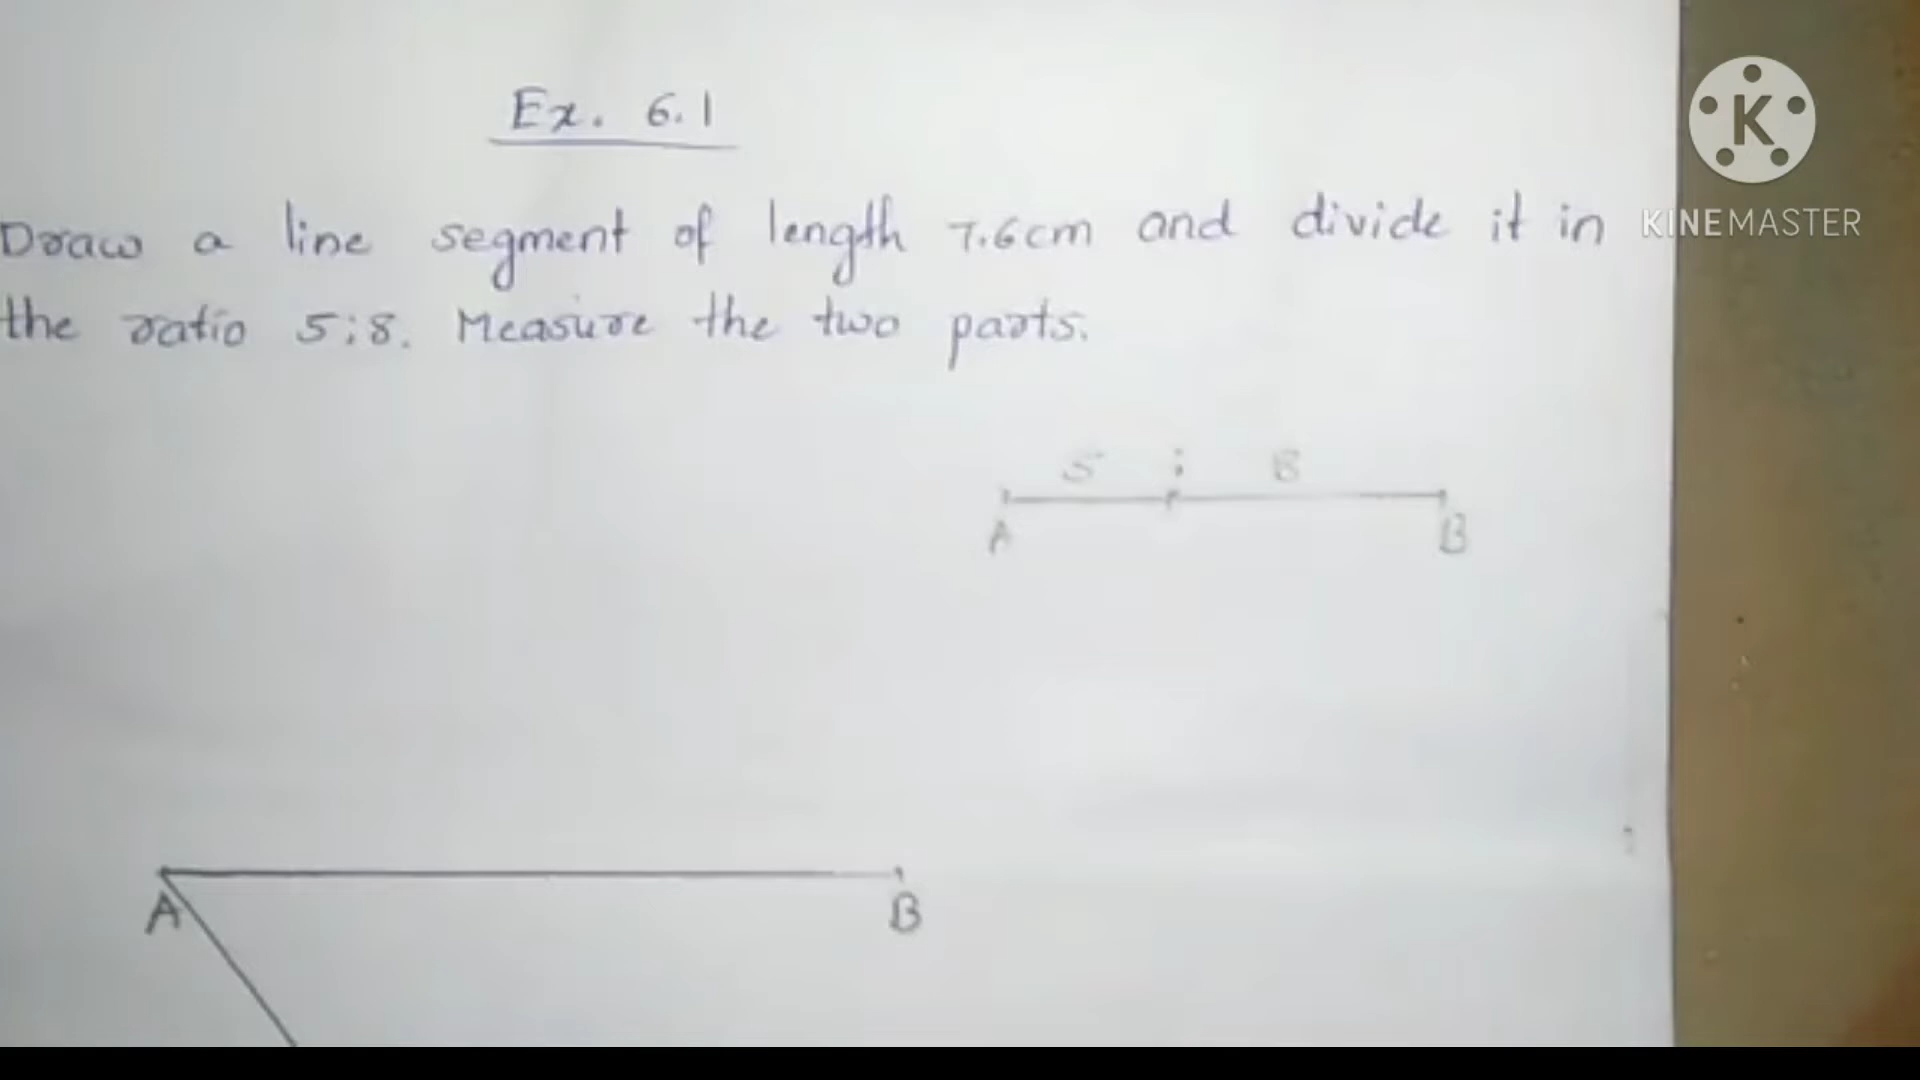 Ex. 6.1
K
KINEMASTER
Draw a line segment of length 7.6cm and divide it in
the ratio 5:8. Measure the two parts.
5 : 8
A B
A B